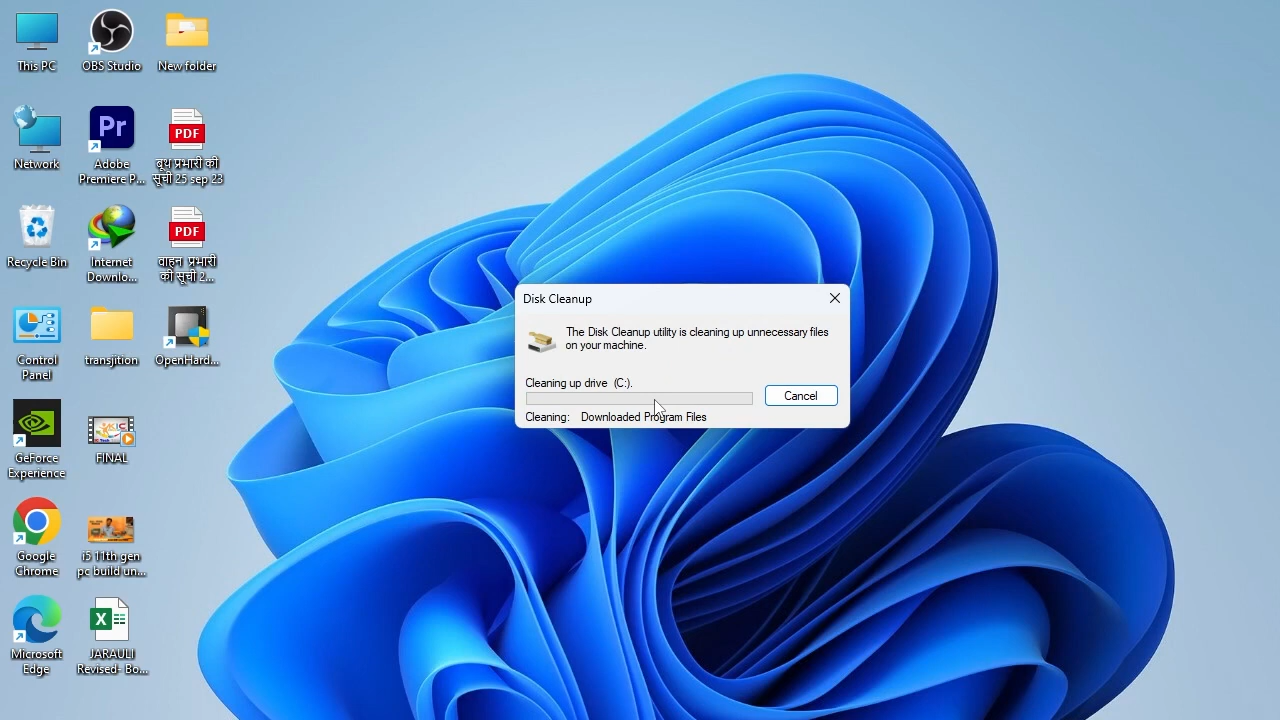 This PC
OBS Studio
New folder
Network
Adobe
Premiere P...
PDF
बूथ प्रभारी की
सूची 25 sep 23
Recycle Bin
Internet
Downlo...
PDF
वाहन प्रभारी
की सूची 2...
Control
Panel
transjition
OpenHard...
GeForce
Experience
FINAL
Google
Chrome
i5 11th gen
pc build un...
Microsoft
Edge
JARAULI
Revised- Bo...
Pr
Disk Cleanup
The Disk Cleanup utility is cleaning up unnecessary files
on your machine.
Cleaning up drive (C:).
Cancel
Cleaning: Downloaded Program Files